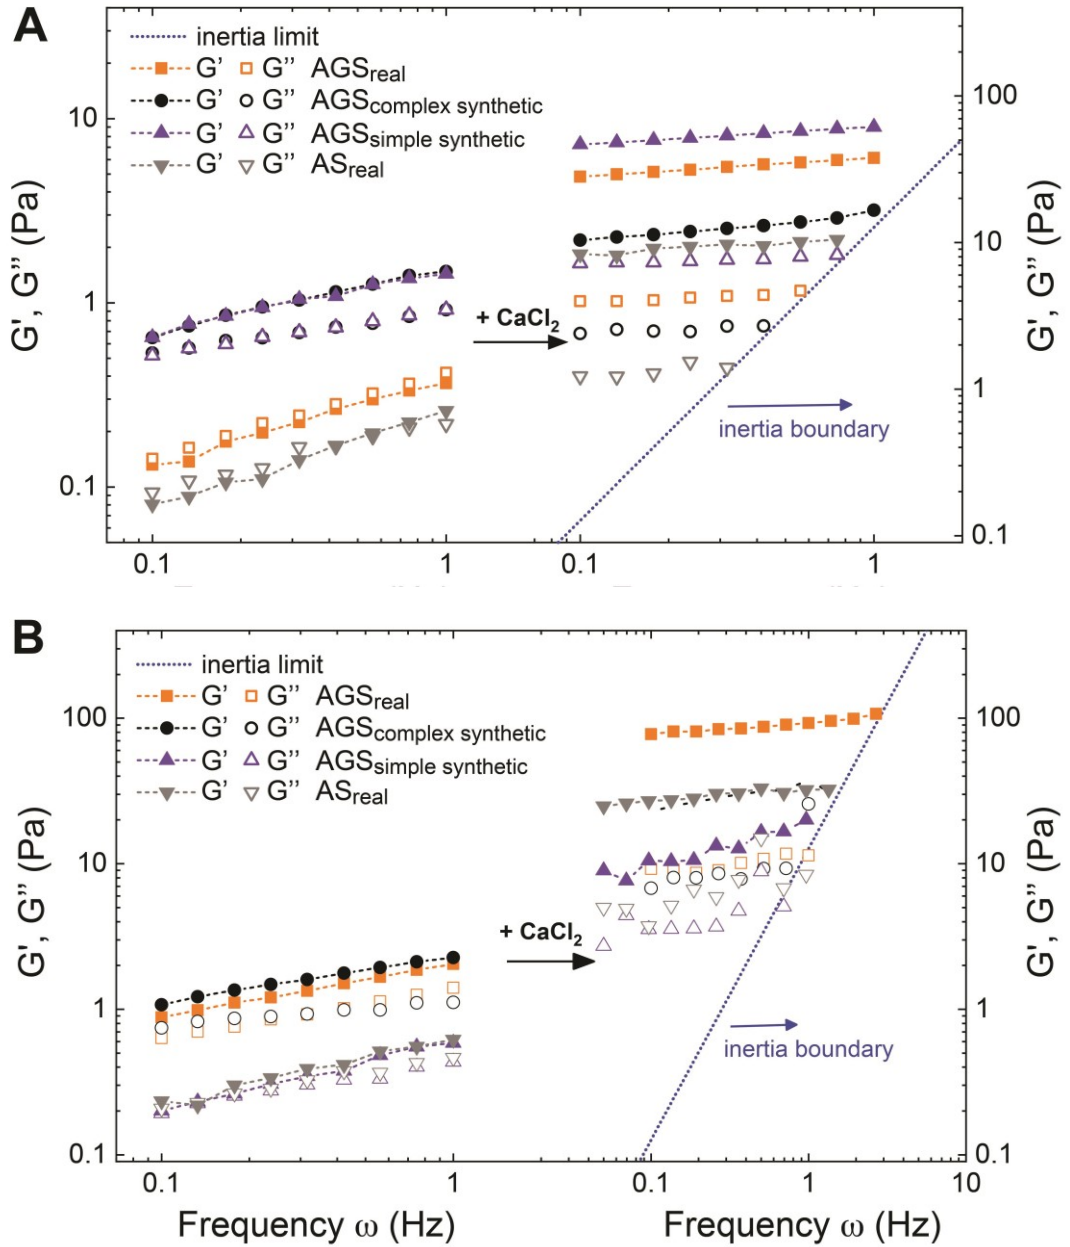 A
inertia limit
G' G'' AGSreal
G' G'' AGScomplex synthetic
G' G'' AGSsimple synthetic
G' G'' ASreal
G', G'' (Pa)
10
1
0.1
0.1
1
+ CaCl2
100
10
1
0.1
G', G'' (Pa)
inertia boundary
0.1
1
B
inertia limit
G' G'' AGSreal
G' G'' AGScomplex synthetic
G' G'' AGSsimple synthetic
G' G'' ASreal
G', G'' (Pa)
100
10
1
0.1
0.1
1
Frequency ω (Hz)
+ CaCl2
100
10
1
0.1
G', G'' (Pa)
inertia boundary
0.1
1
10
Frequency ω (Hz)